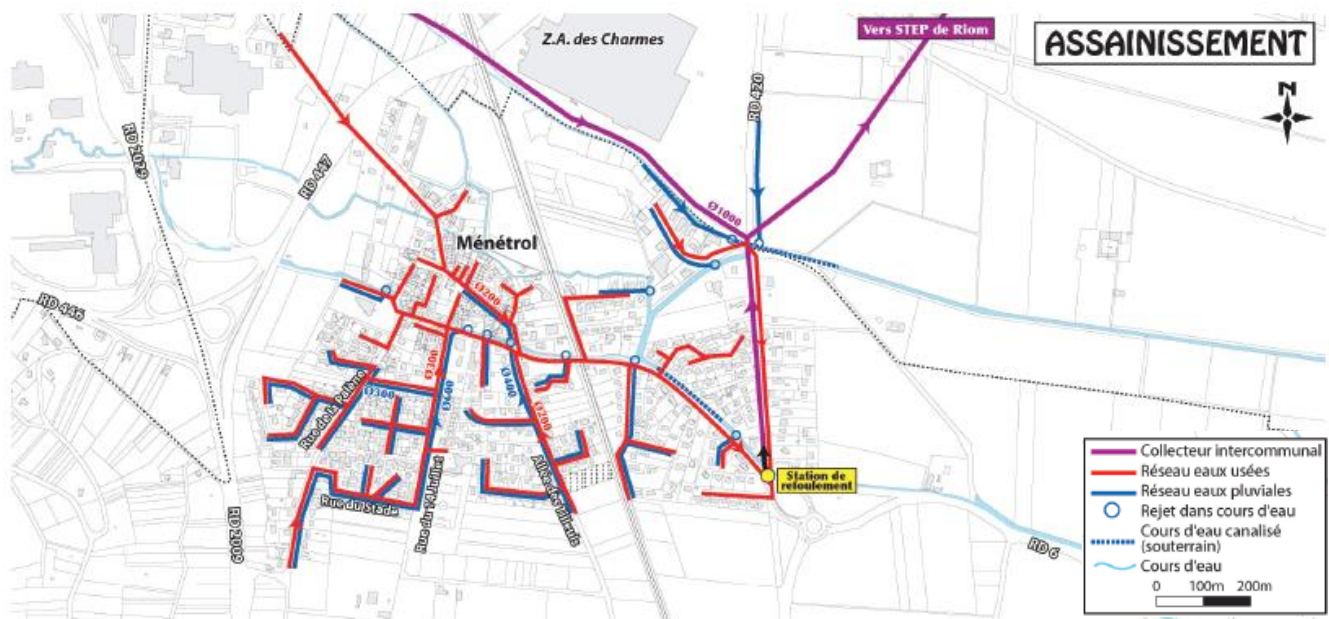 Vers STEP de Riom
ASSAINISSEMENT
Z.A. des Charmes
N
RD 420
RD 2029
RD 447
Ø1000
Ménétrol
Ø200
RD 446
Ø300
Ø300
Ø600
Ø400
Ø200
Rue de la Palène
Rue du Stade
Rue du 14 Juillet
Allée des Tilleuls
Station de
refoulement
RD 2009
RD 6
Collecteur intercommunal
Réseau eaux usées
Réseau eaux pluviales
Rejet dans cours d'eau
Cours d'eau canalisé
(souterrain)
Cours d'eau
0 100m 200m